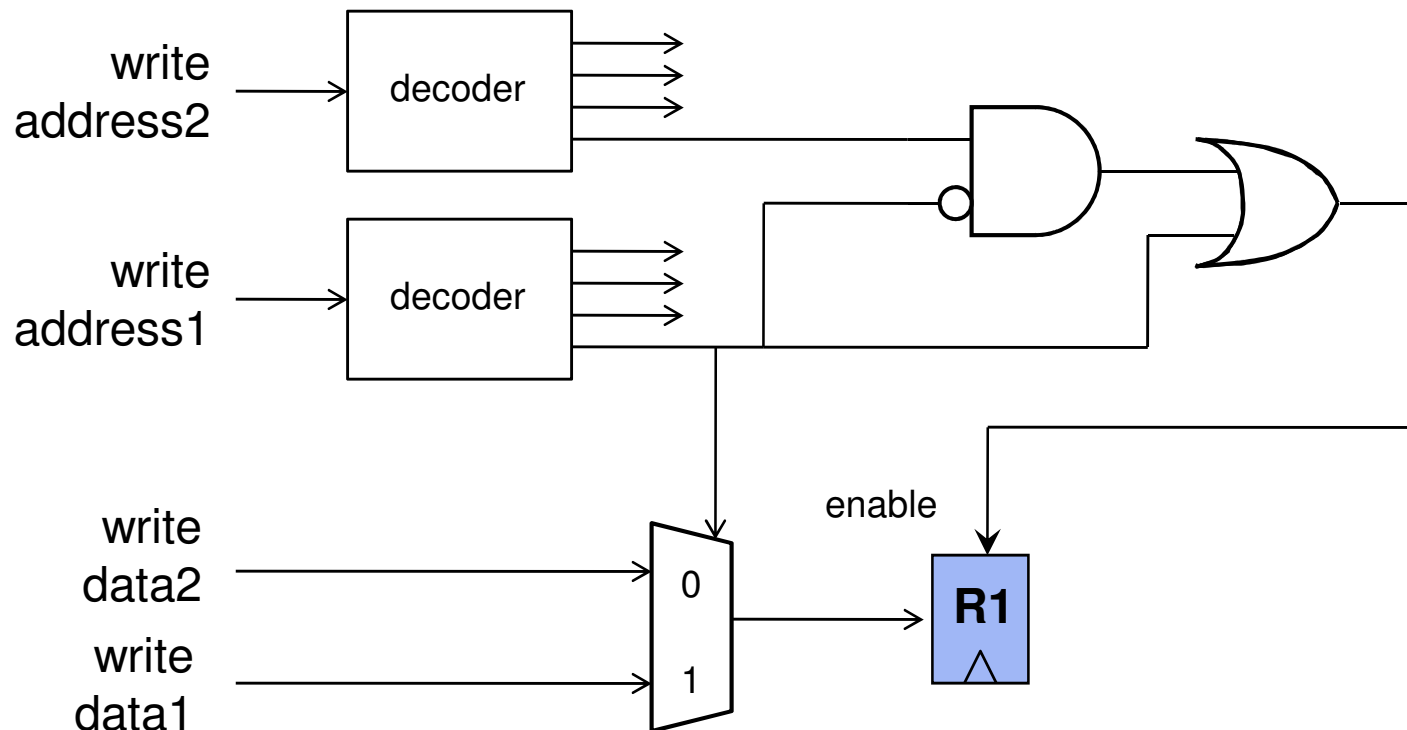 write
address2
decoder
write
address1
decoder
write
data2
write
data1
0
1
enable
R1